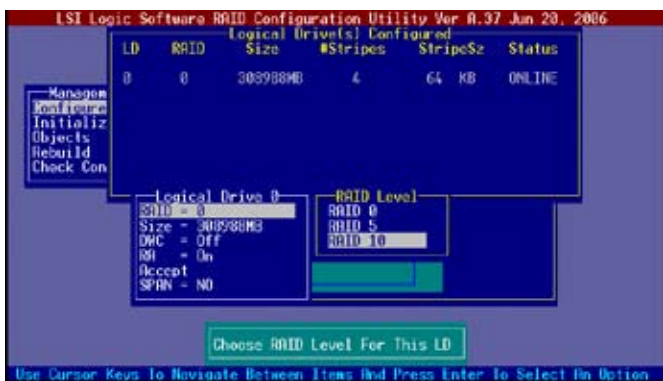 LSI Logic Software RAID Configuration Utility Ver A.37 Jun 20, 2006
Logical Drive(s) Configured
LD RAID Size #Stripes StripeSz Status
0 0 308988MB 4 64 KB ONLINE
Managem
Configure
Initializ
Objects
Rebuild
Check Con
Logical Drive 0
RAID = 0
Size = 308988MB
DWC = Off
RA = On
Accept
SPAN = NO
RAID Level
RAID 0
RAID 5
RAID 10
Choose RAID Level For This LD
Use Cursor Keys To Navigate Between Items And Press Enter To Select An Option